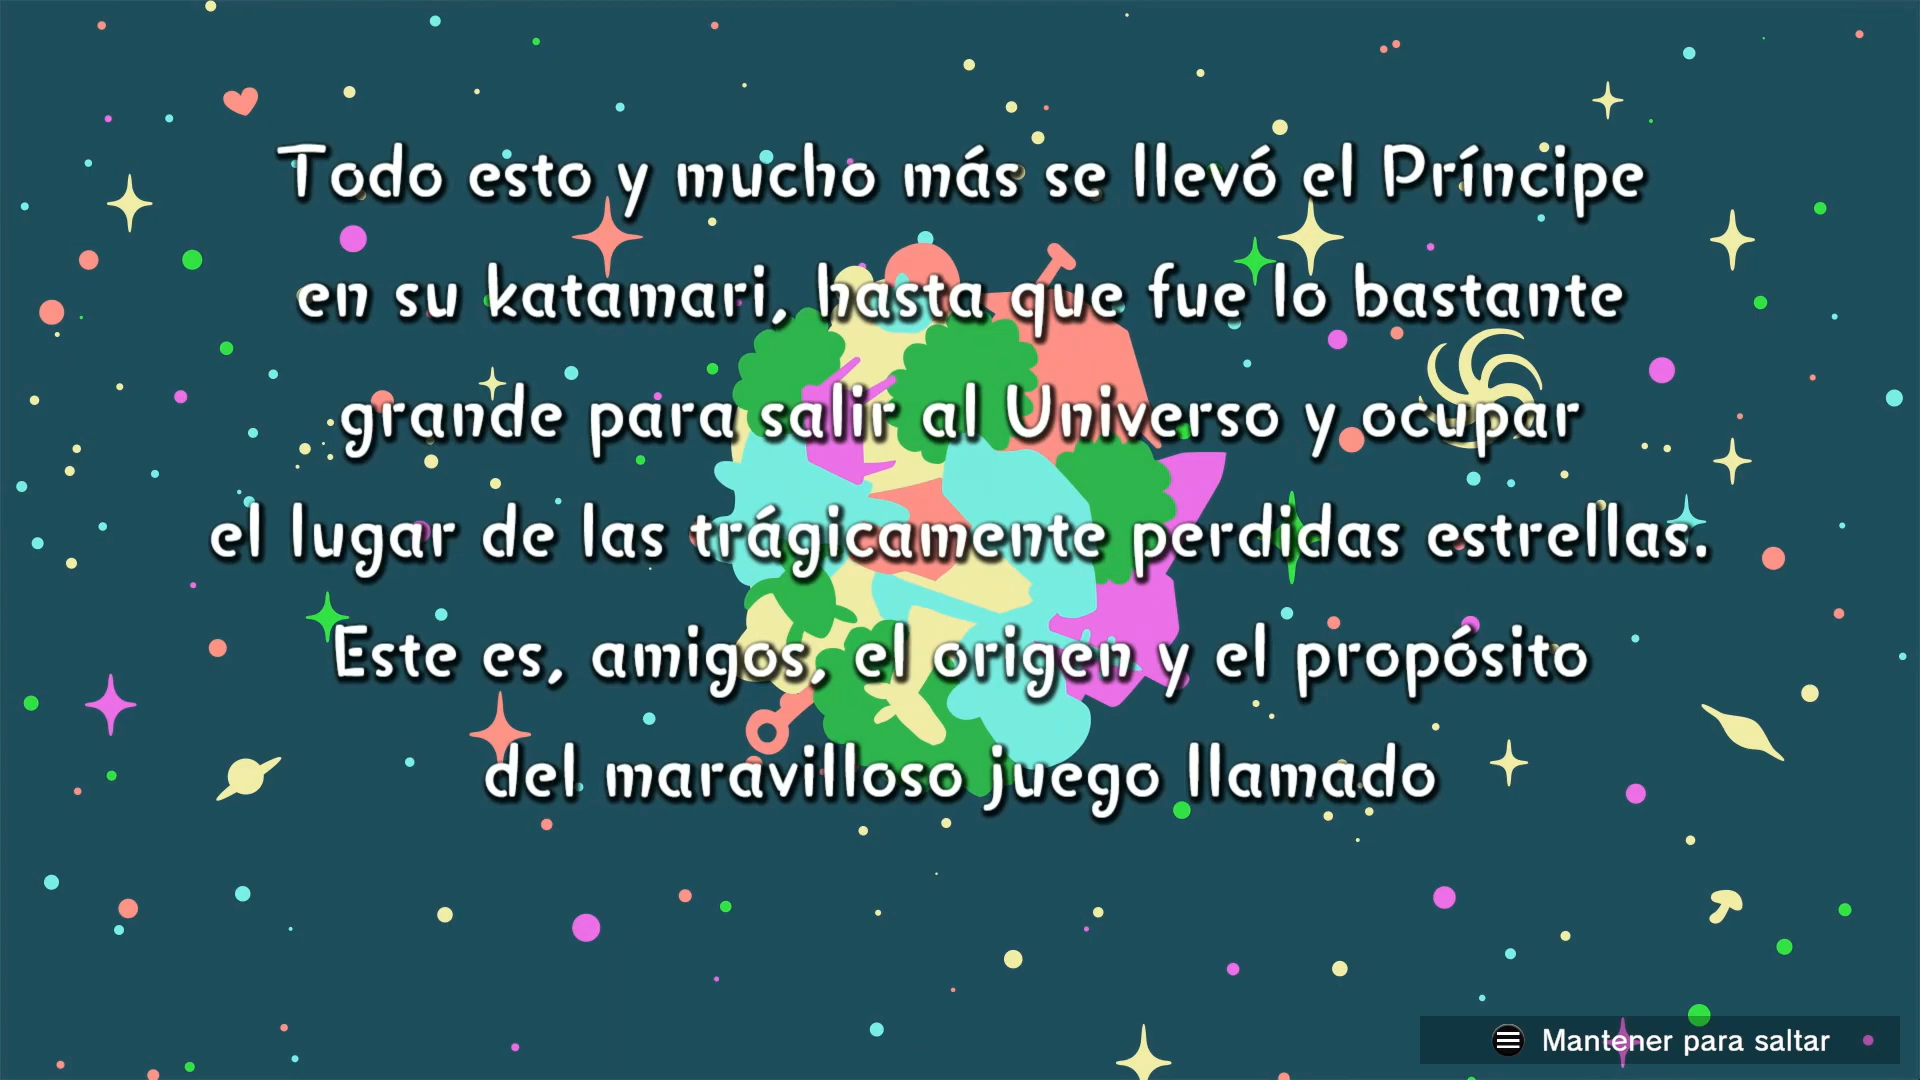 Todo esto y mucho más se llevó el Príncipe
en su katamari, hasta que fue lo bastante
grande para salir al Universo y ocupar
el lugar de las trágicamente perdidas estrellas.
Este es, amigos, el origen y el propósito
del maravilloso juego llamado
Mantener para saltar